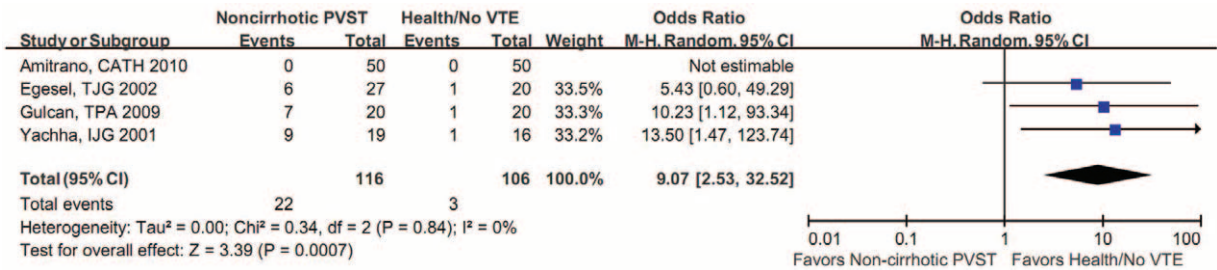 Noncirrhotic PVST Health/No VTE Odds Ratio Odds Ratio
Study or Subgroup Events Total Events Total Weight M-H. Random. 95% CI M-H. Random. 95% CI
Amitrano, CATH 2010 0 50 0 50 Not estimable
Egesel, TJG 2002 6 27 1 20 33.5% 5.43 [0.60, 49.29]
Gulcan, TPA 2009 7 20 1 20 33.3% 10.23 [1.12, 93.34]
Yachha, IJG 2001 9 19 1 16 33.2% 13.50 [1.47, 123.74]
Total (95% CI) 116 106 100.0% 9.07 [2.53, 32.52]
Total events 22 3
Heterogeneity: Tau² = 0.00; Chi² = 0.34, df = 2 (P = 0.84); I² = 0%
Test for overall effect: Z = 3.39 (P = 0.0007)
0.01 0.1 1 10 100
Favors Non-cirrhotic PVST Favors Health/No VTE